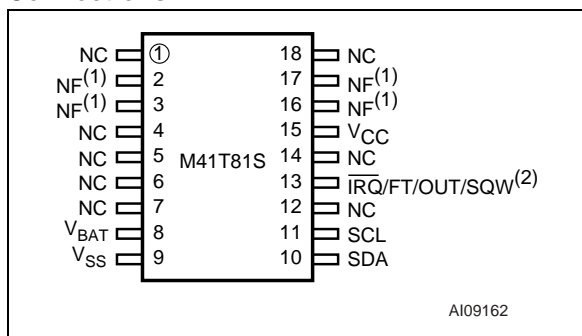 NC 1 18 NC
NF(1) 2 17 NF(1)
NF(1) 3 16 NF(1)
NC 4 15 VCC
NC 5 M41T81S 14 NC
NC 6 13 IRQ/FT/OUT/SQW(2)
NC 7 12 NC
VBAT 8 11 SCL
VSS 9 10 SDA
AI09162